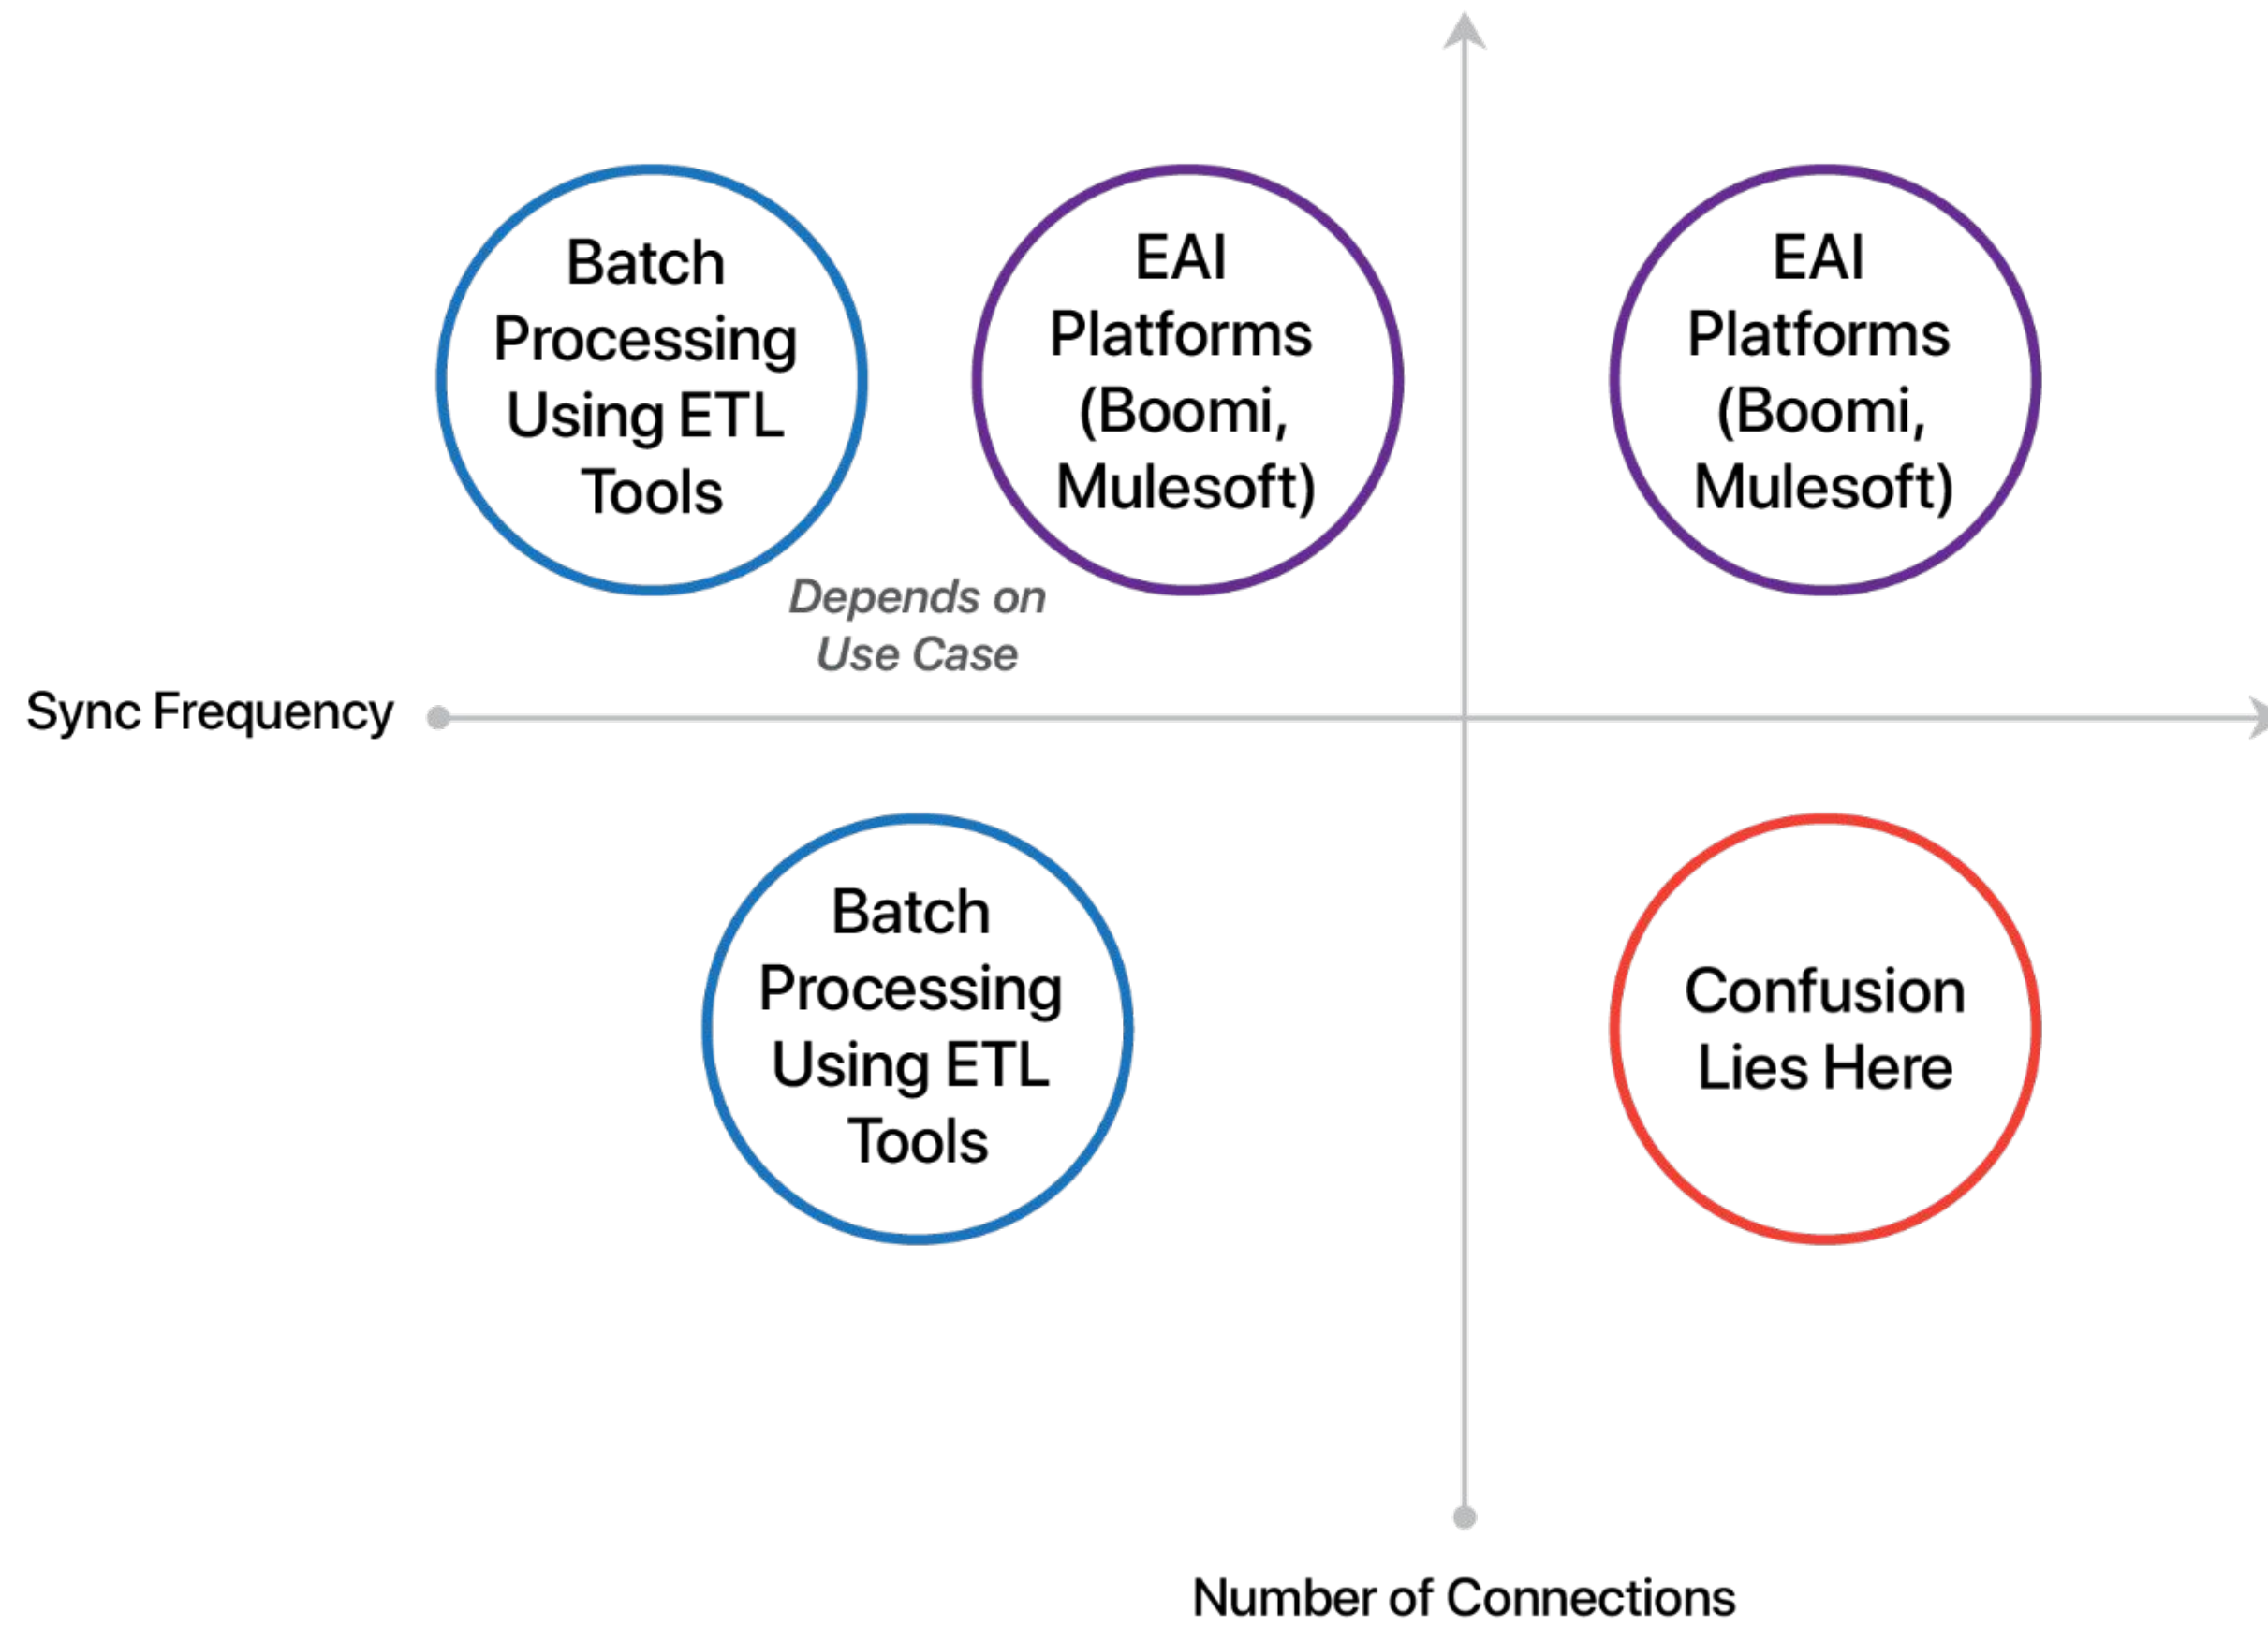 Batch
Processing
Using ETL
Tools
EAI
Platforms
(Boomi,
Mulesoft)
EAI
Platforms
(Boomi,
Mulesoft)
Depends on
Use Case
Sync Frequency
Batch
Processing
Using ETL
Tools
Confusion
Lies Here
Number of Connections